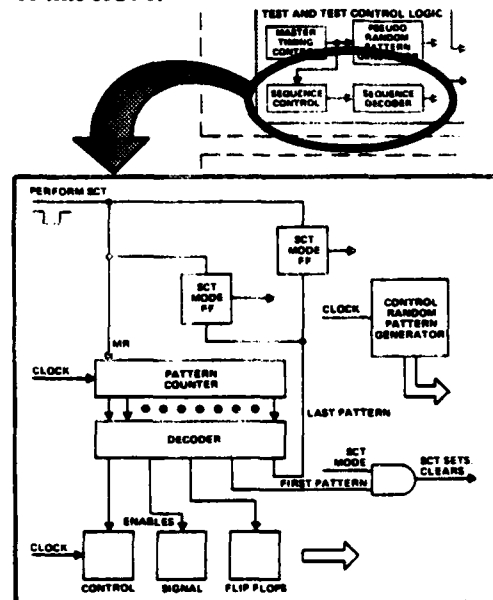 TEST AND TEST CONTROL LOGIC
MASTER
TIMING
PSEUDO
RANDOM
PATTERN
SEQUENCE
CONTROL
SEQUENCE
DECODER
PERFORM SCT
SCT
MODE
FF
SCT
MODE
FF
CLOCK
CONTROL
RANDOM
PATTERN
GENERATOR
MR
CLOCK
PATTERN
COUNTER
LAST PATTERN
DECODER
SCT
MODE
FIRST PATTERN
SCT SETS
CLEARS
ENABLES
CLOCK
CONTROL
SIGNAL
FLIP FLOPS